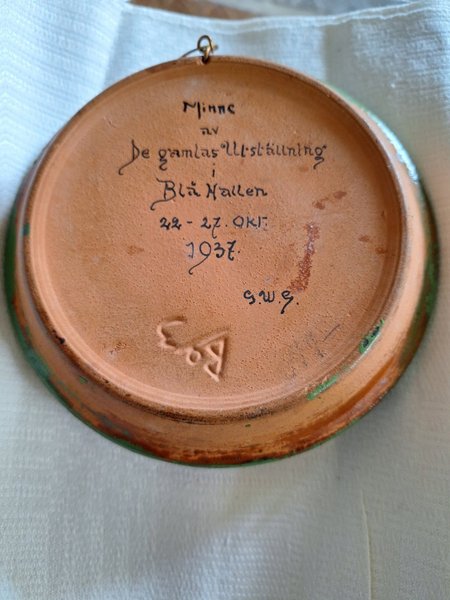 Minne
av
De gamlas Utställning
i
Blå Hallen
22-27. OKT.
1937.
G.W.G.